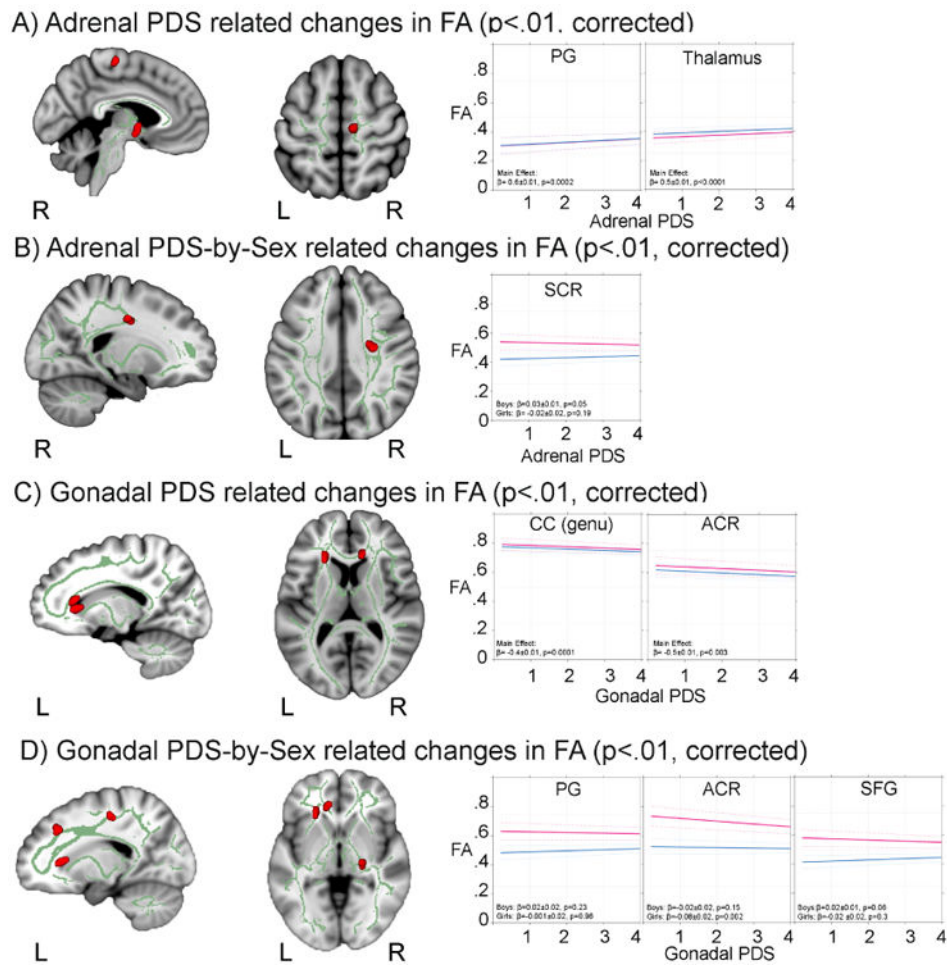 A) Adrenal PDS related changes in FA (p<.01, corrected)
PG
Thalamus
.8
FA .6
.4
.2
0
Main Effect:
β= 0.6±0.01, p=0.0002
Main Effect:
β= 0.5±0.01, p<0.0001
1 2 3 4 1 2 3 4
Adrenal PDS
R L R
B) Adrenal PDS-by-Sex related changes in FA (p<.01, corrected)
SCR
.8
FA .6
.4
.2
0
Boys: β=0.03±0.01, p=0.05
Girls: β= -0.02±0.02, p=0.19
1 2 3 4
Adrenal PDS
R L R
C) Gonadal PDS related changes in FA (p<.01, corrected)
CC (genu)
ACR
.8
FA .6
.4
.2
0
Main Effect:
β= -0.4±0.01, p=0.0001
Main Effect:
β= -0.5±0.01, p=0.003
1 2 3 4 1 2 3 4
Gonadal PDS
L L R
D) Gonadal PDS-by-Sex related changes in FA (p<.01, corrected)
PG
ACR
SFG
.8
FA .6
.4
.2
0
Boys: β=0.02±0.02, p=0.23
Girls: β=-0.001±0.02, p=0.96
Boys: β=-0.02±0.02, p=0.15
Girls: β=-0.08±0.02, p=0.002
Boys: β=0.02±0.01, p=0.06
Girls: β=-0.02 ±0.02, p=0.3
1 2 3 4 1 2 3 4 1 2 3 4
Gonadal PDS
L L R